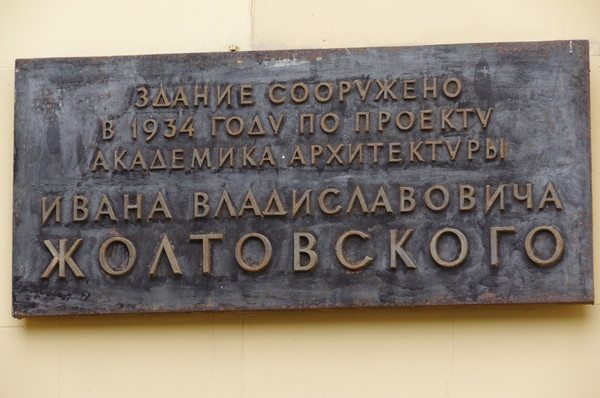 ЗДАНИЕ СООРУЖЕНО
В 1934 ГОДУ ПО ПРОЕКТУ
АКАДЕМИКА АРХИТЕКТУРЫ
ИВАНА ВЛАДИСЛАВОВИЧА
ЖОЛТОВСКОГО